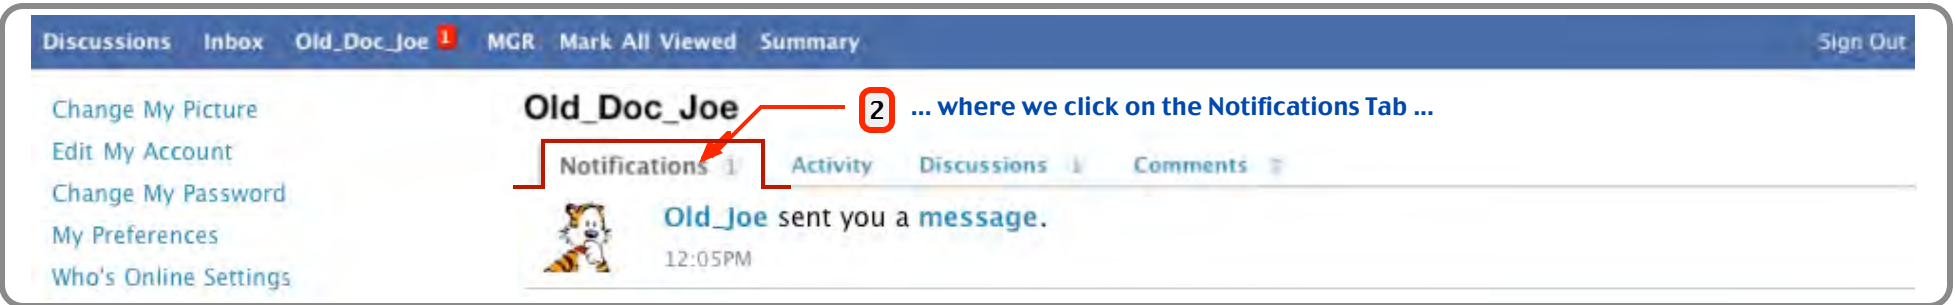 Discussions Inbox Old_Doc_Joe 1 MGR Mark All Viewed Summary Sign Out
Change My Picture
Edit My Account
Change My Password
My Preferences
Who's Online Settings
Old_Doc_Joe
2 ... where we click on the Notifications Tab ...
Notifications 1 Activity Discussions 1 Comments
Old_Joe sent you a message.
12:05PM